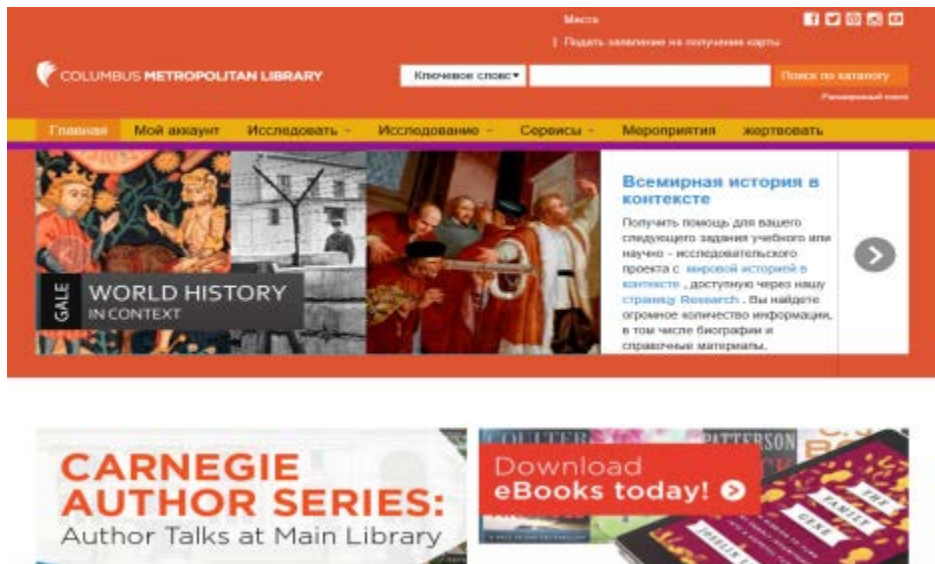 Места
| Подать заявление на получение карты
COLUMBUS METROPOLITAN LIBRARY
Ключевое слово
Поиск по каталогу
Расширенный поиск
Главная
Мой аккаунт
Исследовать
Исследование
Сервисы
Мероприятия
жертвовать
GALE
WORLD HISTORY
IN CONTEXT
Всемирная история в
контексте
Получить помощь для вашего
следующего задания учебного или
научно - исследовательского
проекта с мировой историей в
контексте , доступную через нашу
страницу Research . Вы найдете
огромное количество информации,
в том числе биографии и
справочные материалы.
CARNEGIE
AUTHOR SERIES:
Author Talks at Main Library
COULTER
PATTERSON
Download
eBooks today!
THE
FAMILY
GENE
JOSELIN